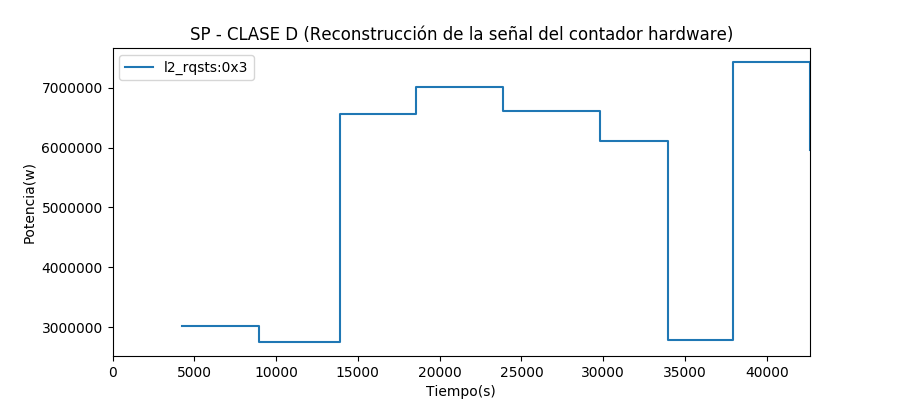 SP - CLASE D (Reconstrucción de la señal del contador hardware)
l2_rqsts:0x3
Potencia(w)
7000000
6000000
5000000
4000000
3000000
0 5000 10000 15000 20000 25000 30000 35000 40000
Tiempo(s)